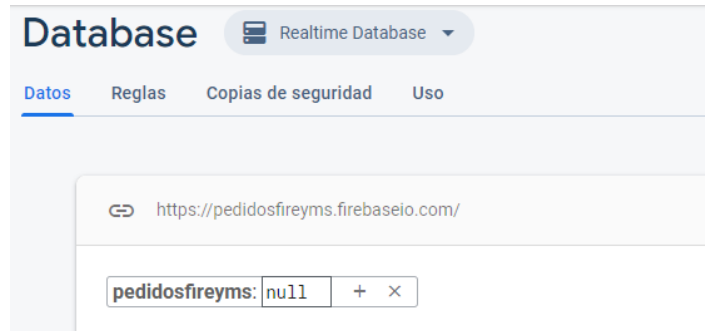 Database Realtime Database
Datos Reglas Copias de seguridad Uso
https://pedidosfireyms.firebaseio.com/
pedidosfireyms: null + ×